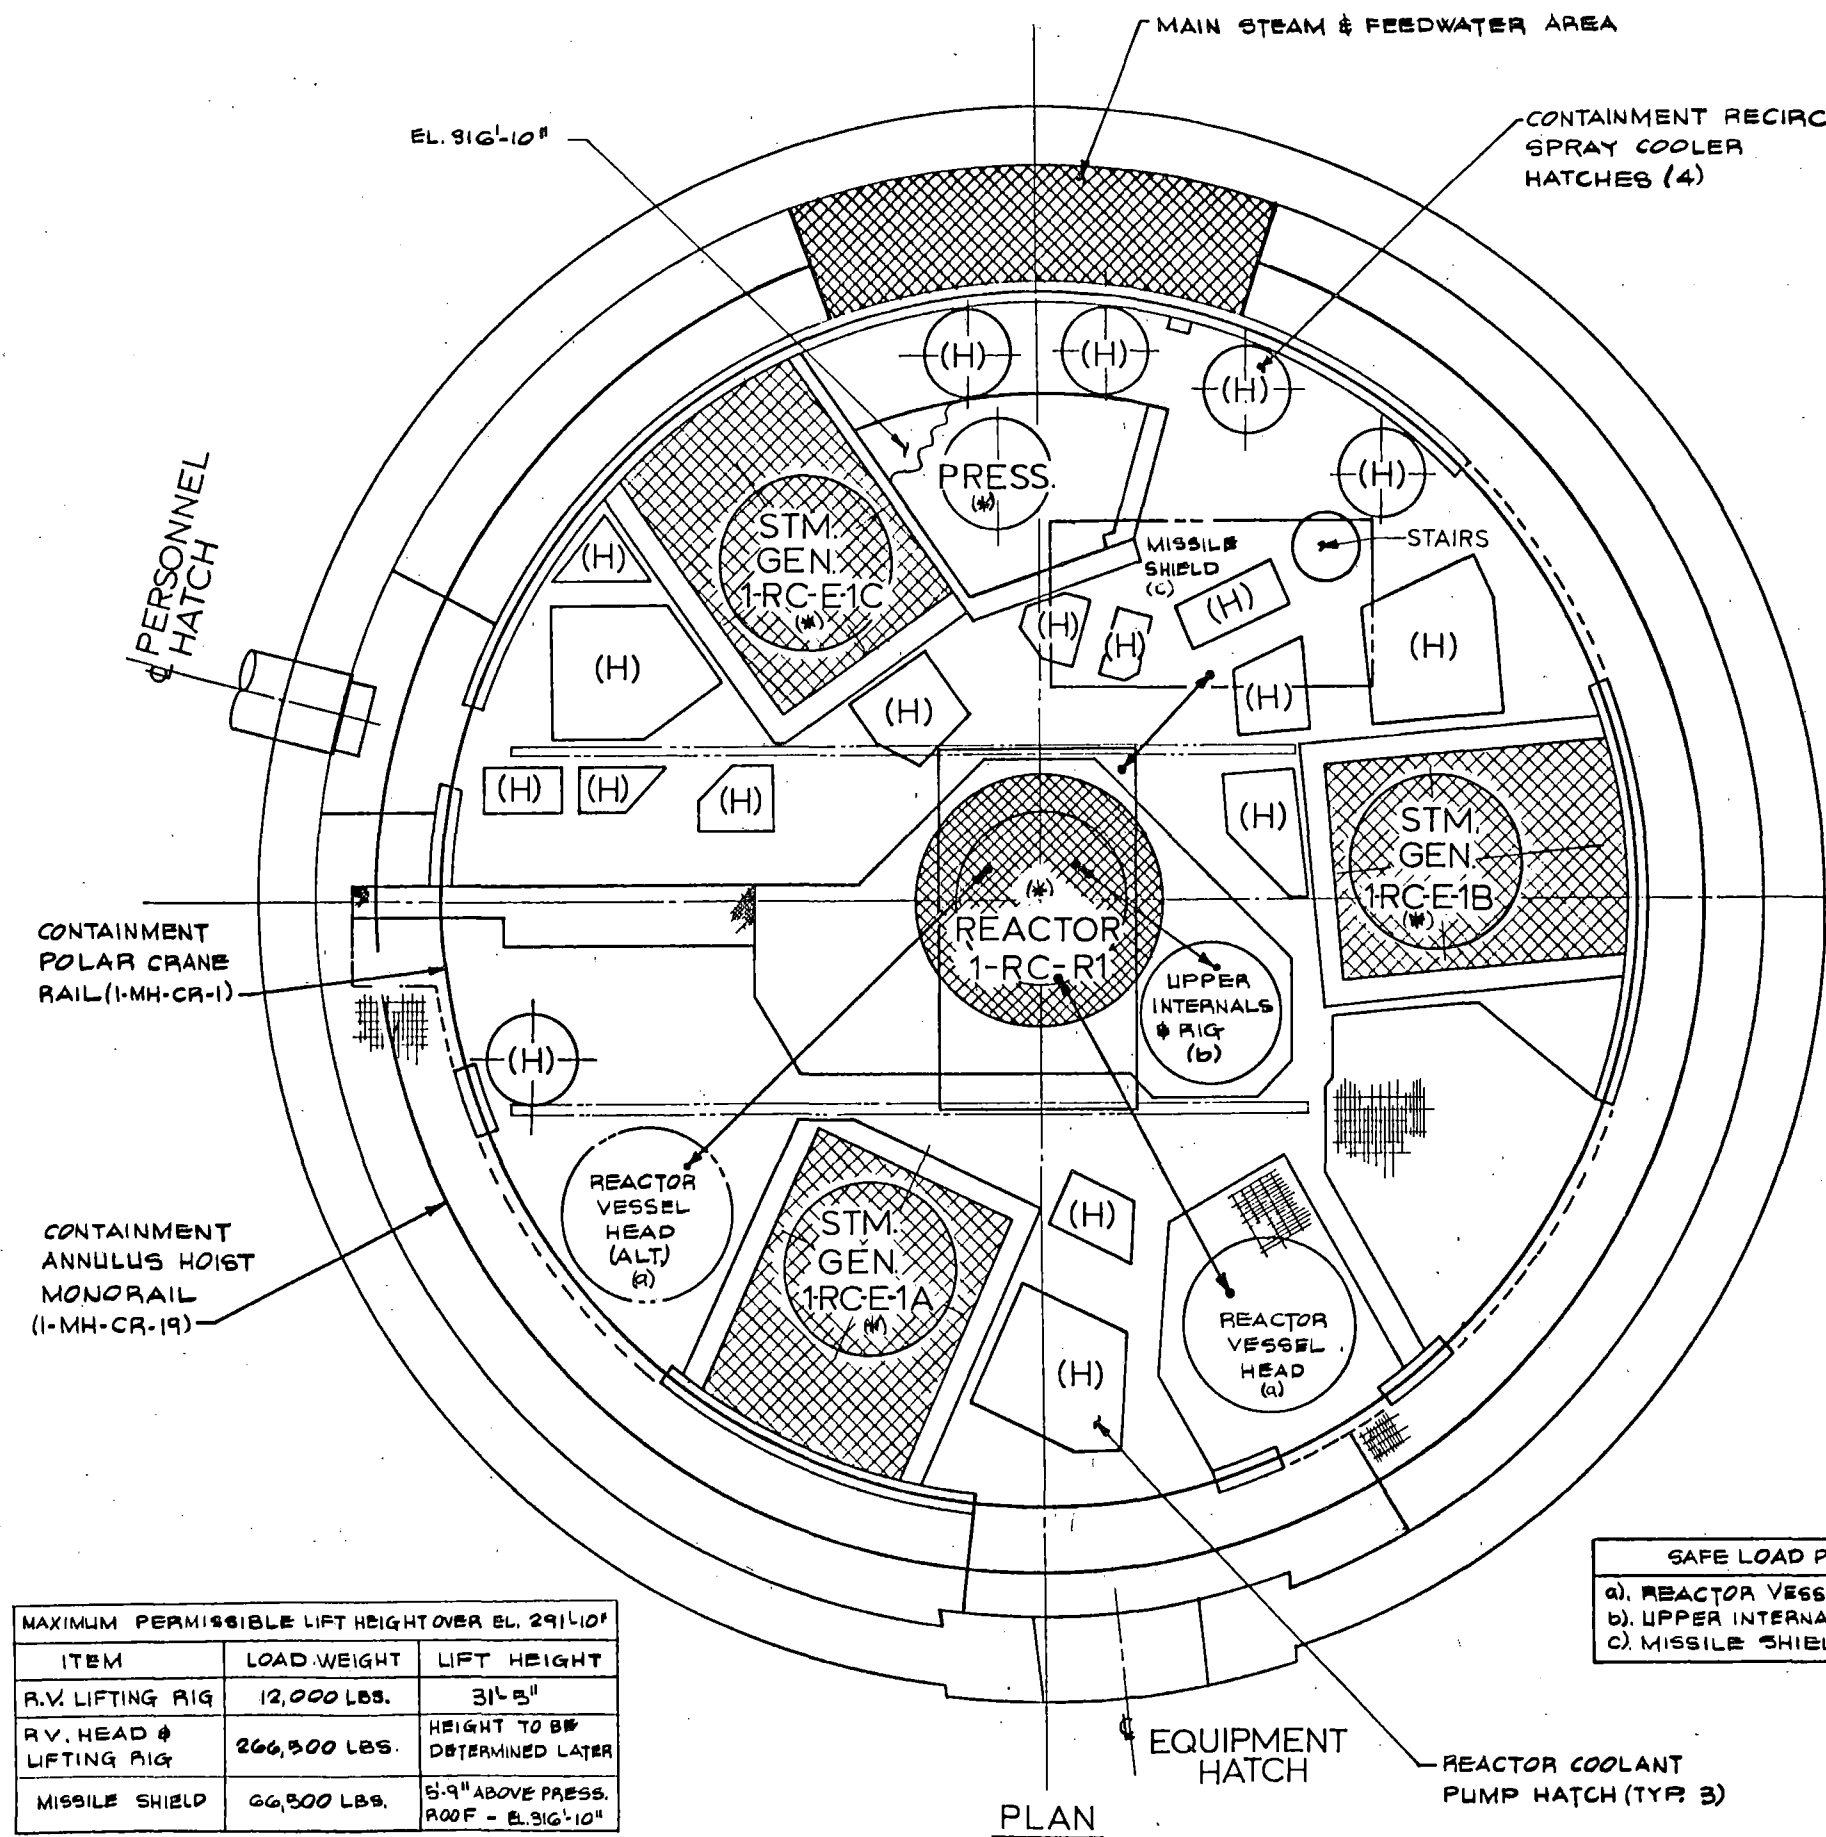 MAIN STEAM & FEEDWATER AREA
EL. 316'-10"
CONTAINMENT RECIRC
SPRAY COOLER
HATCHES (4)
(H)
(H)
(H)
(H)
PRESS.
(*)
PERSONNEL
HATCH
℄
STM.
GEN.
1-RC-E-1C
(*)
MISSILE
SHIELD
(c)
STAIRS
(H)
(H)
(H)
(H)
(H)
(H)
(H)
(H)
(H)
(H)
(H)
(H)
(H)
STM.
GEN.
1-RC-E-1B
(*)
(*)
REACTOR
1-RC-R1
CONTAINMENT
POLAR CRANE
RAIL (1-MH-CR-1)
UPPER
INTERNALS
& RIG
(b)
(H)
REACTOR
VESSEL
HEAD
(ALT.)
(a)
STM.
GEN.
1-RC-E-1A
(*)
(H)
(H)
REACTOR
VESSEL
HEAD
(a)
CONTAINMENT
ANNULUS HOIST
MONORAIL
(1-MH-CR-19)
SAFE LOAD P
a). REACTOR VESS
b). UPPER INTERNA
c). MISSILE SHIEL
MAXIMUM PERMISSIBLE LIFT HEIGHT OVER EL. 291'-10"
ITEM LOAD WEIGHT LIFT HEIGHT
R.V. LIFTING RIG 12,000 LBS. 31'-5"
R.V. HEAD & LIFTING RIG 266,500 LBS. HEIGHT TO BE DETERMINED LATER
MISSILE SHIELD 66,500 LBS. 5'-9" ABOVE PRESS. ROOF - EL. 316'-10"
℄ EQUIPMENT
HATCH
REACTOR COOLANT
PUMP HATCH (TYP. 3)
PLAN